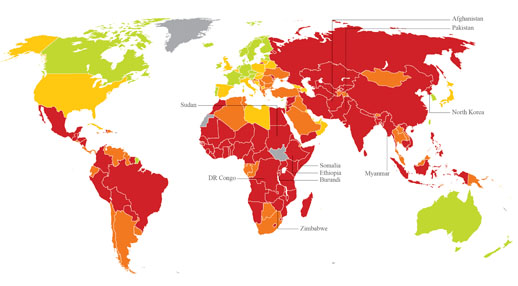 Afghanistan
Pakistan
Sudan
North Korea
Somalia
Ethiopia
DR Congo
Burundi
Myanmar
Zimbabwe